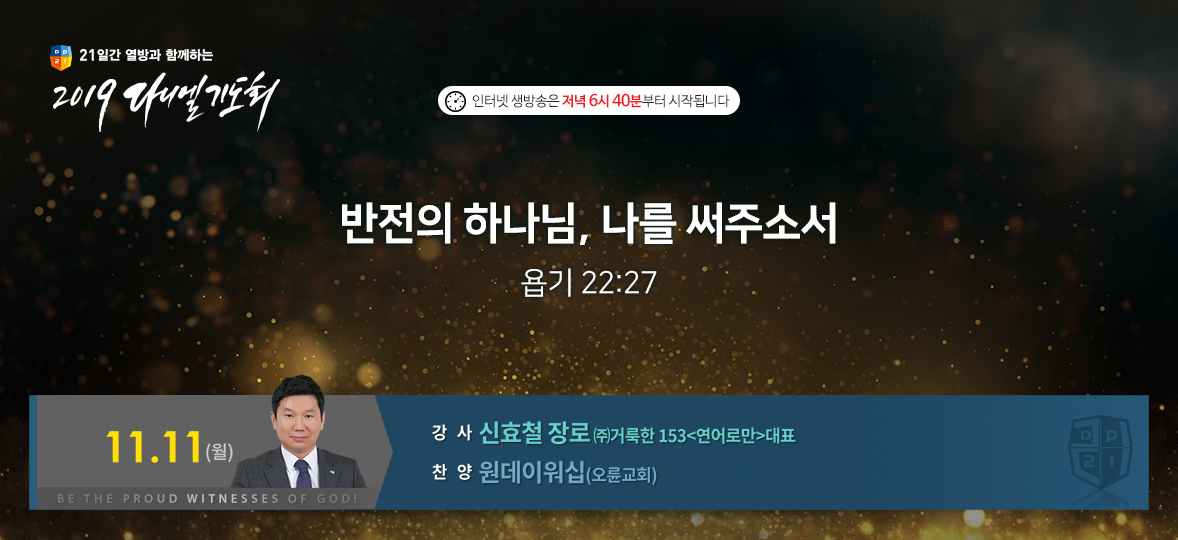 DP
21
21일간 열방과 함께하는
2019 다니엘기도회
인터넷 생방송은 저녁 6시 40분부터 시작됩니다
반전의 하나님, 나를 써주소서
욥기 22:27
11.11(월)
BE THE PROUD WITNESSES OF GOD!
강 사 신효철 장로 ㈜거룩한 153<연어로만>대표
찬 양 원데이워십(오륜교회)
DP
21